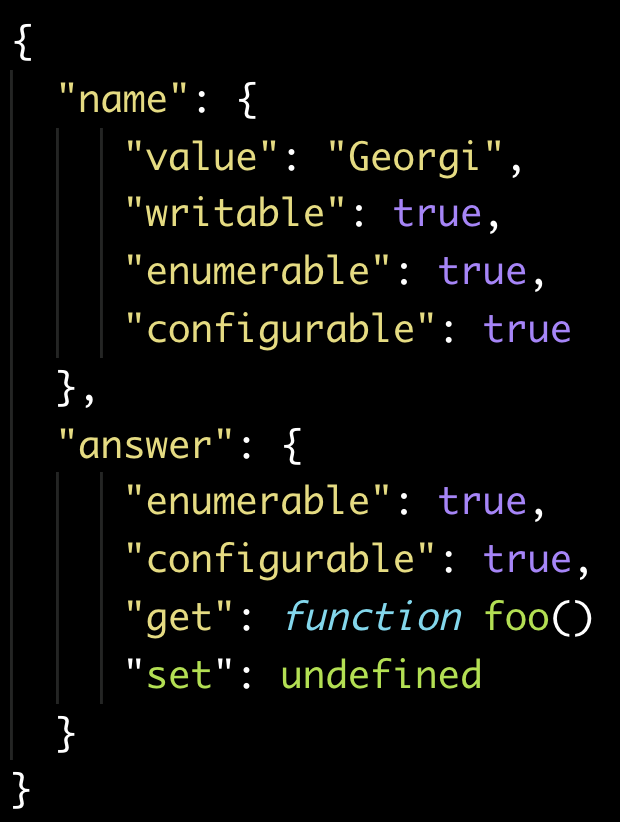 {
"name": {
"value": "Georgi",
"writable": true,
"enumerable": true,
"configurable": true
},
"answer": {
"enumerable": true,
"configurable": true,
"get": function foo()
"set": undefined
}
}